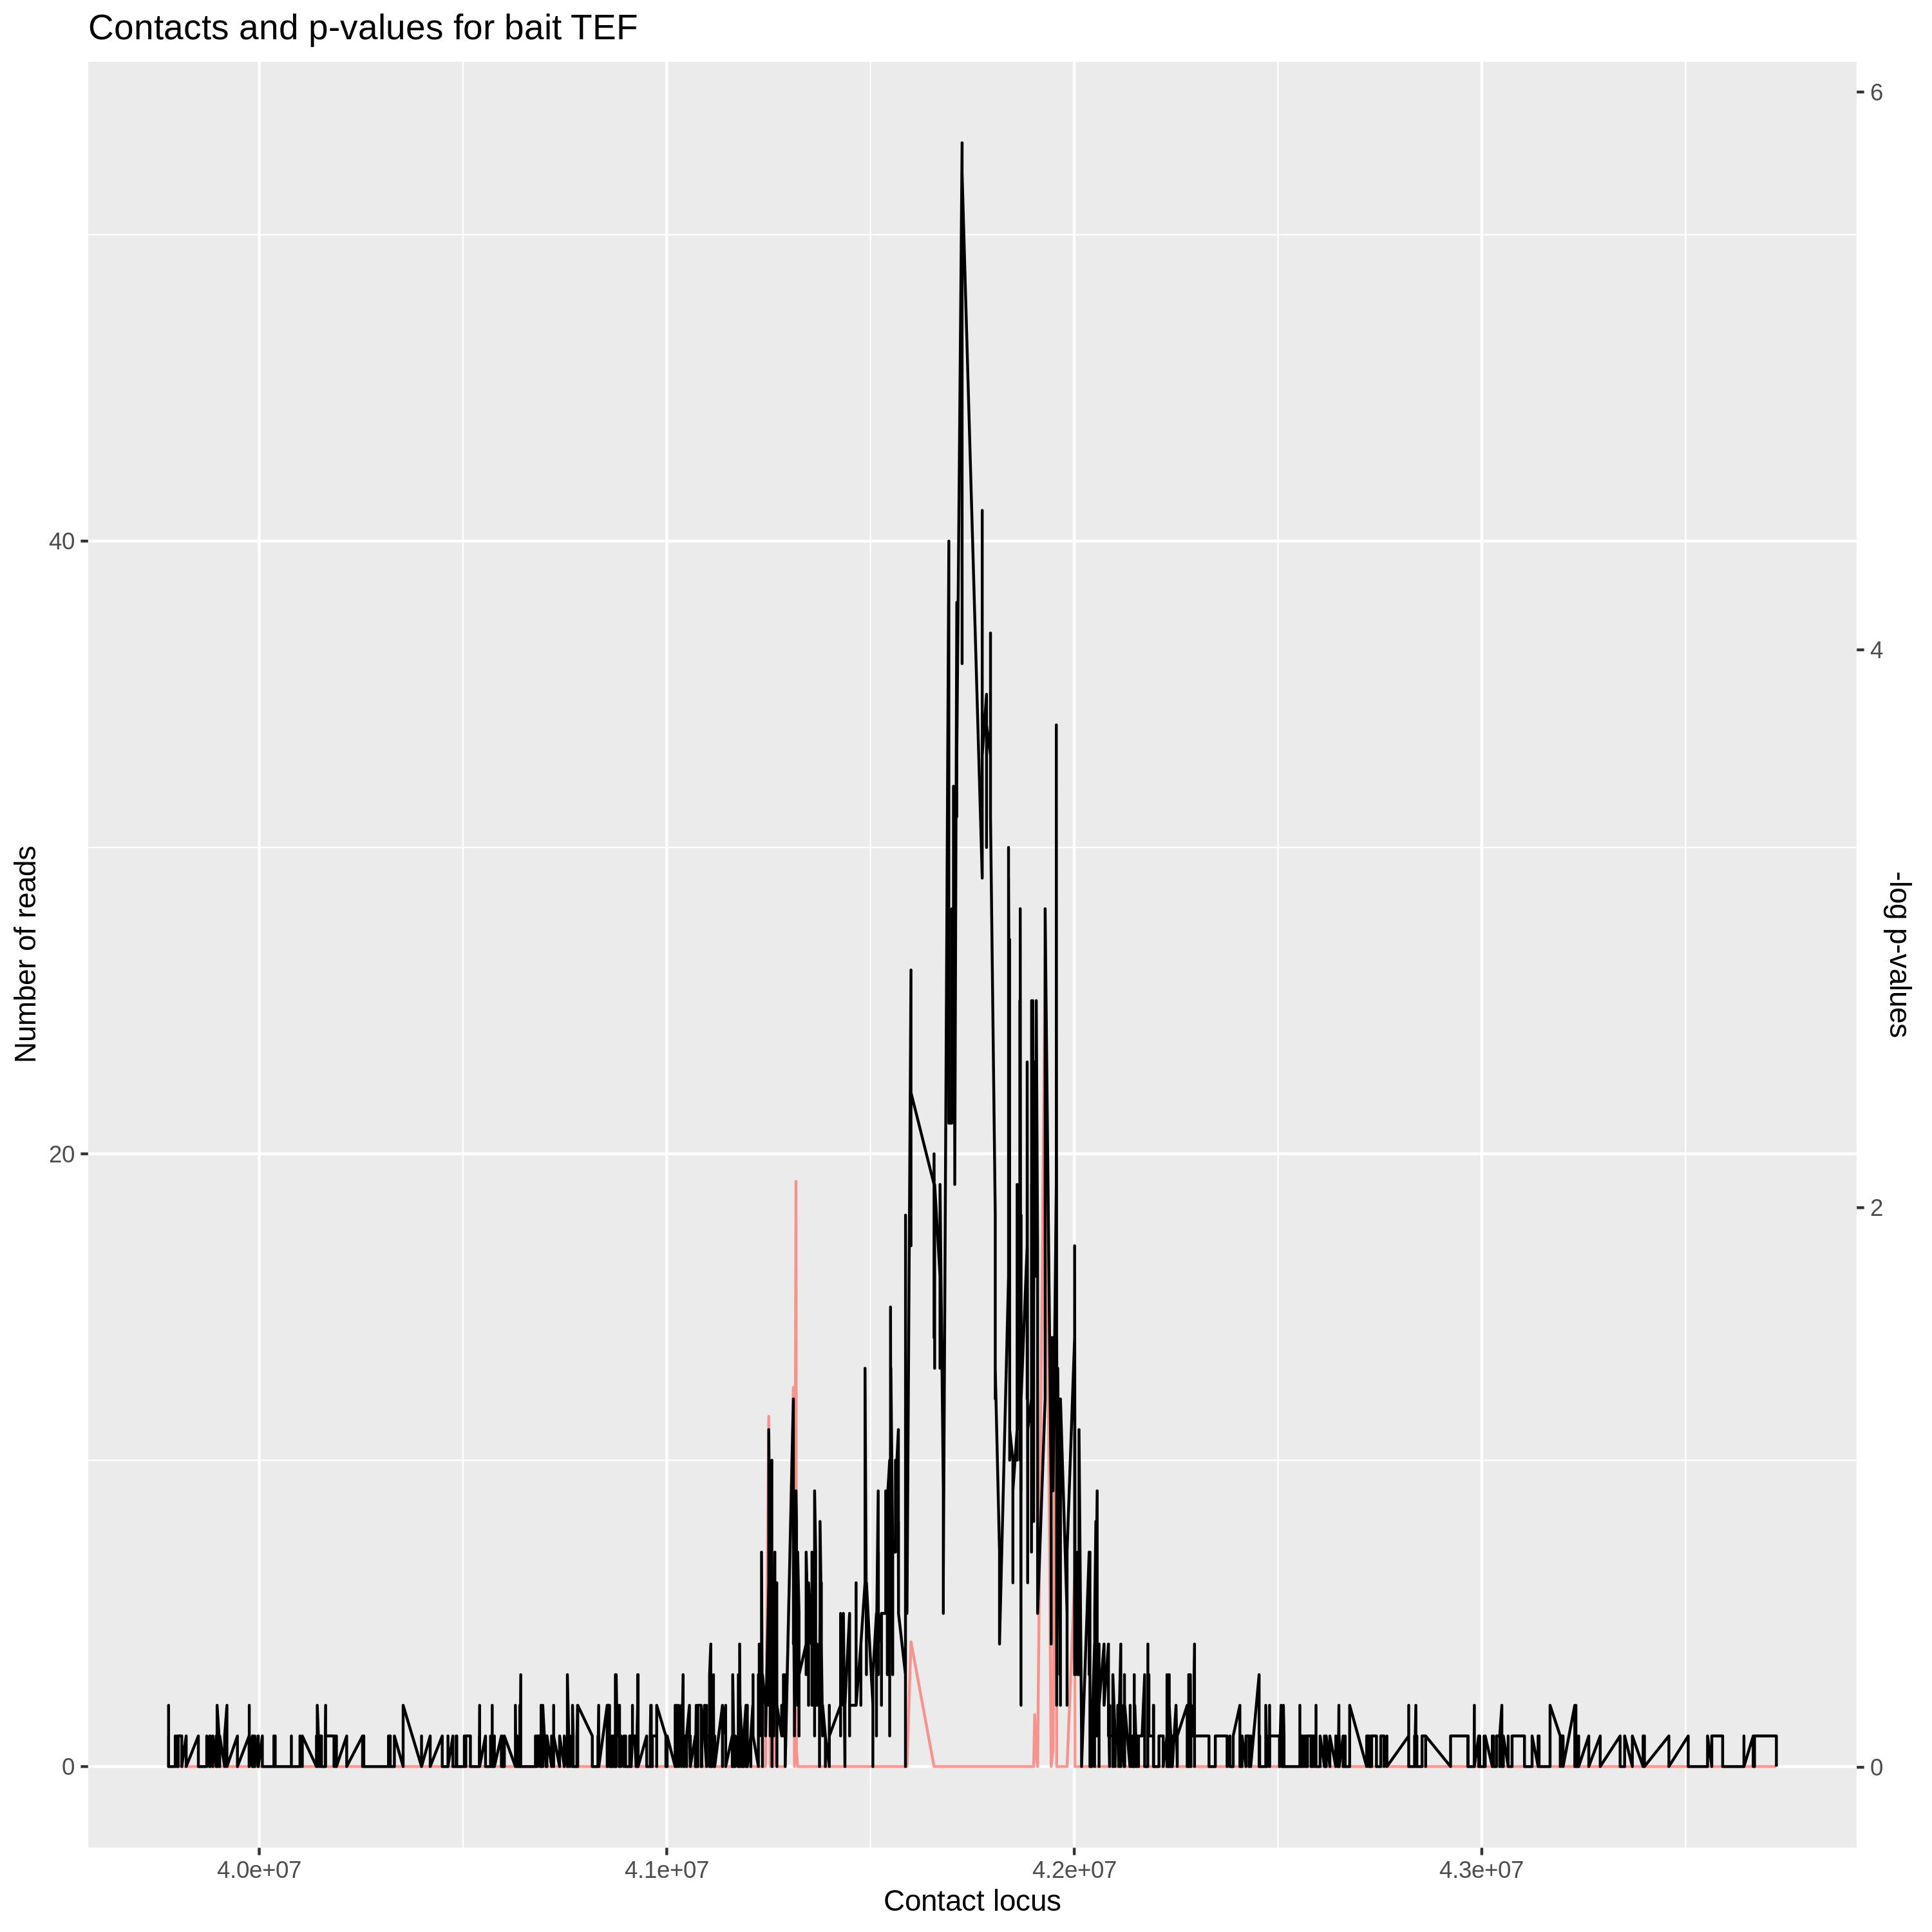 Contacts and p-values for bait TEF
Number of reads
40
20
0
6
4
2
0
-log p-values
4.0e+07
4.1e+07
4.2e+07
4.3e+07
Contact locus